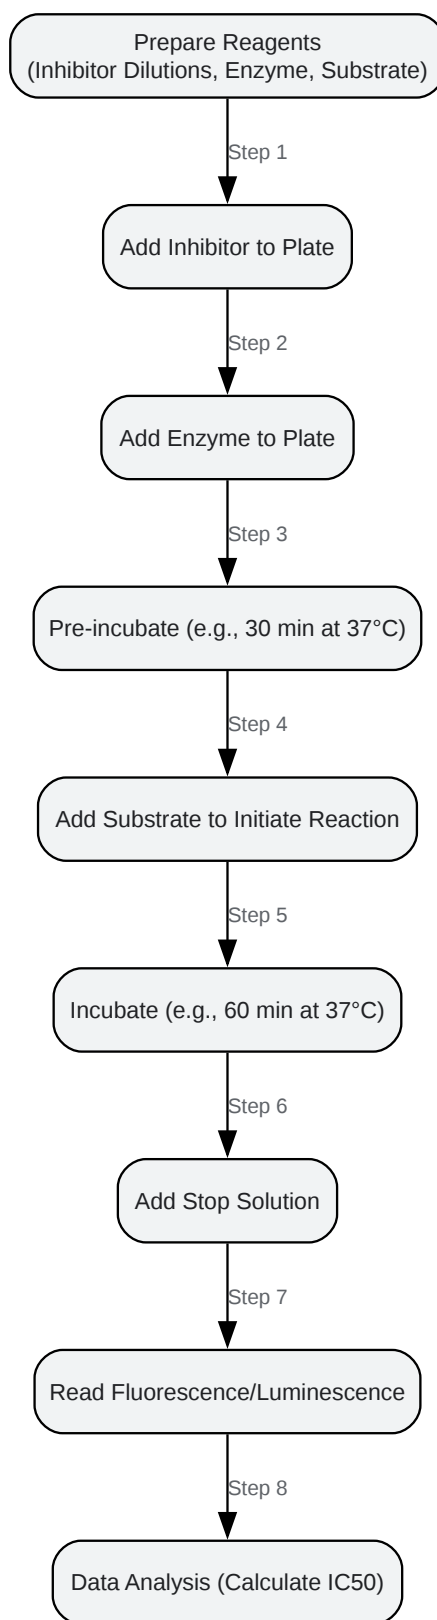 Prepare Reagents
(Inhibitor Dilutions, Enzyme, Substrate)
Step 1
Add Inhibitor to Plate
Step 2
Add Enzyme to Plate
Step 3
Pre-incubate (e.g., 30 min at 37°C)
Step 4
Add Substrate to Initiate Reaction
Step 5
Incubate (e.g., 60 min at 37°C)
Step 6
Add Stop Solution
Step 7
Read Fluorescence/Luminescence
Step 8
Data Analysis (Calculate IC50)